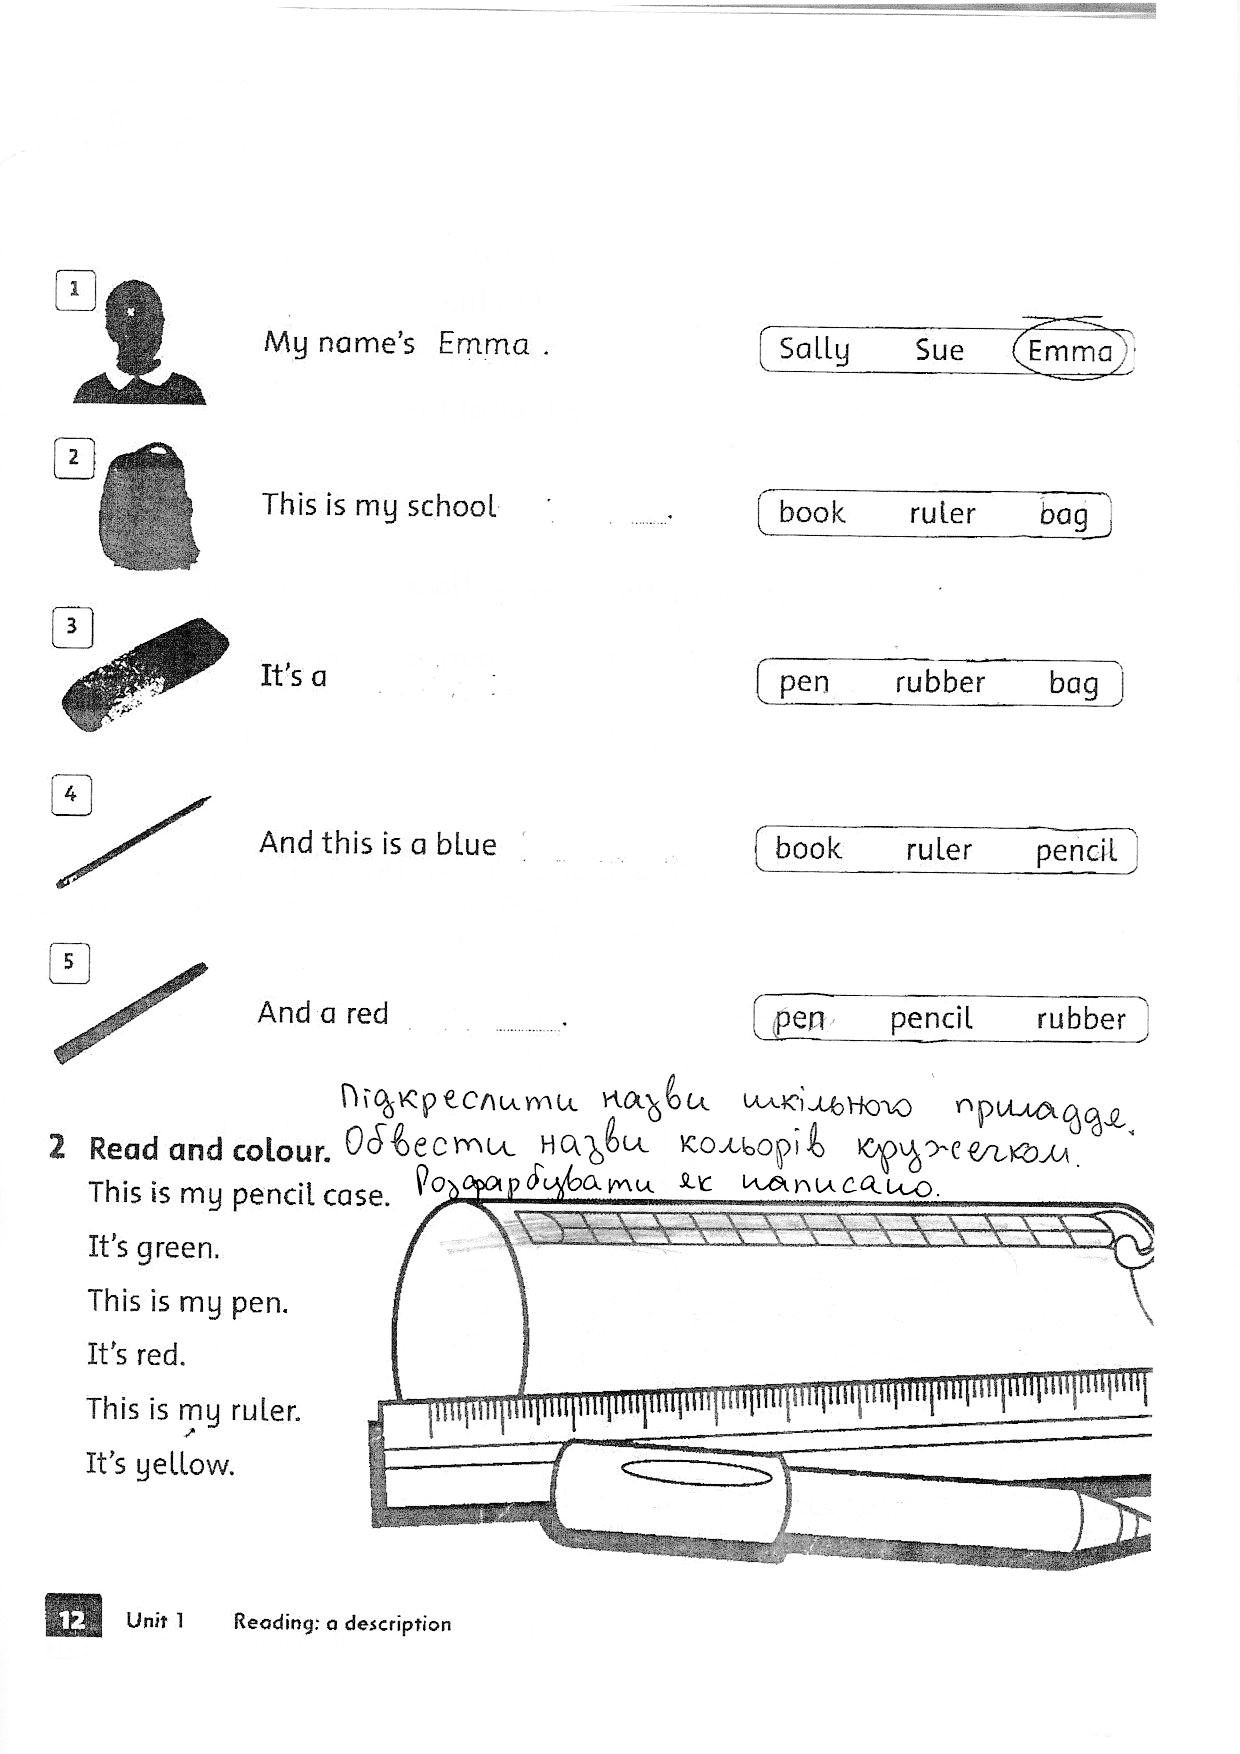 1
My name's Emma .
Sally Sue Emma
2
This is my school .
book ruler bag
3
It's a
pen rubber bag
4
And this is a blue
book ruler pencil
5
And a red .
pen pencil rubber
Підкреслити назви шкільного приладдя.
2 Read and colour. Обвести назви кольорів кружечком.
This is my pencil case. Розфарбувати як написано.
It's green.
This is my pen.
It's red.
This is my ruler.
It's yellow.
12 Unit 1 Reading: a description